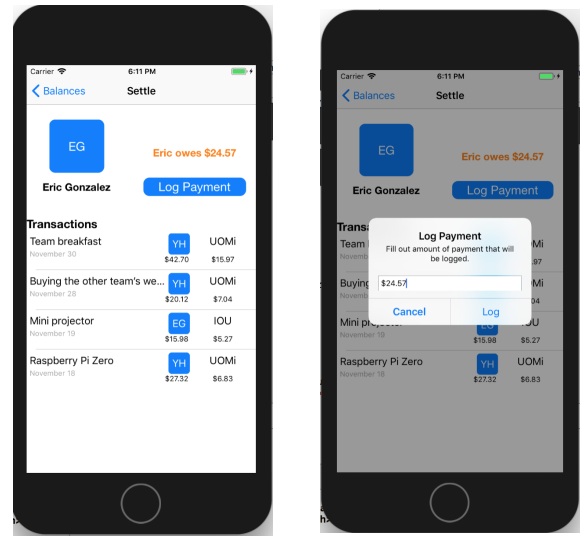 Carrier 6:11 PM
Balances Settle
EG
Eric owes $24.57
Eric Gonzalez Log Payment
Transactions
Team breakfast YH UOMi
November 30 $42.70 $15.97
Buying the other team's we... YH UOMi
November 28 $20.12 $7.04
Mini projector EG IOU
November 19 $15.98 $5.27
Raspberry Pi Zero YH UOMi
November 18 $27.32 $6.83
Carrier 6:11 PM
Balances Settle
EG
Eric owes $24.57
Eric Gonzalez Log Payment
Log Payment
Fill out amount of payment that will
be logged.
$24.57
Cancel Log
$15.98 $5.27
Raspberry Pi Zero YH UOMi
November 18 $27.32 $6.83